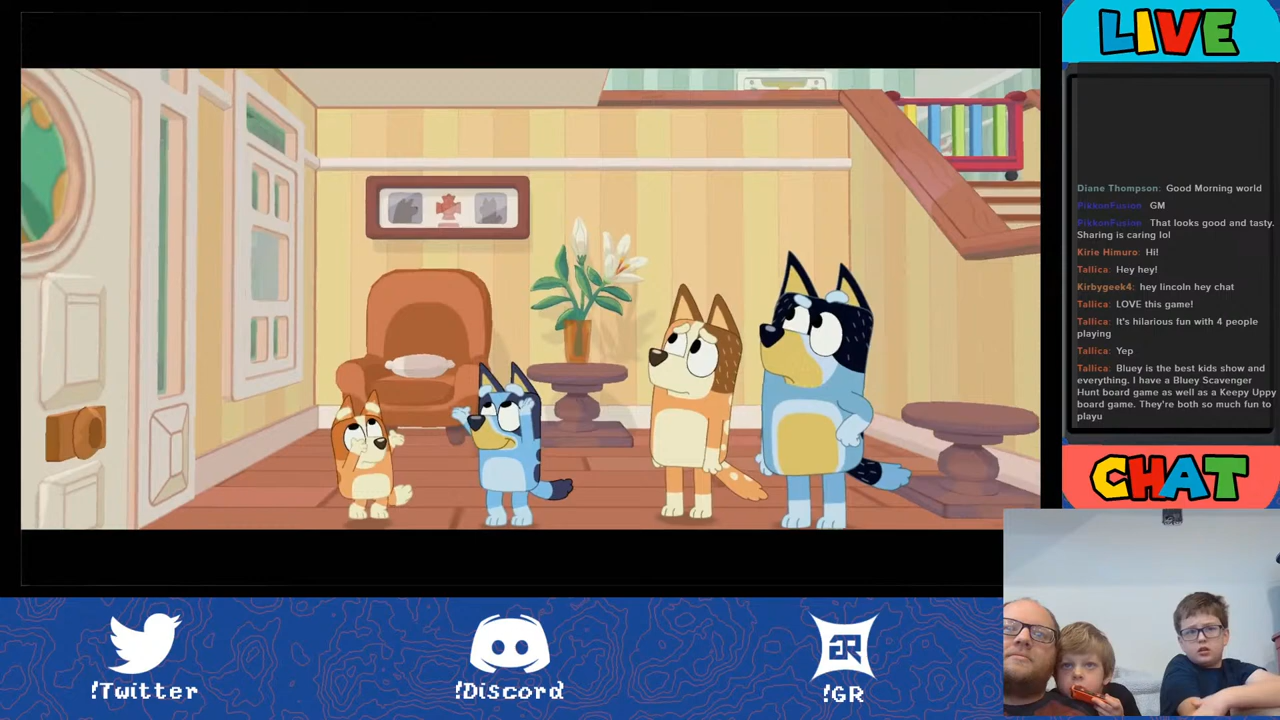 LIVE
Diane Thompson: Good Morning world
PikkonFusion: GM
PikkonFusion: That looks good and tasty.
Sharing is caring lol
Kirie Himuro: Hi!
Tallica: Hey hey!
Kirbygeek4: hey lincoln hey chat
Tallica: LOVE this game!
Tallica: It's hilarious fun with 4 people
playing
Tallica: Yep
Tallica: Bluey is the best kids show and
everything. I have a Bluey Scavenger
Hunt board game as well as a Keepy Uppy
board game. They're both so much fun to
playu
CHAT
!Twitter
!Discord
GR
!GR